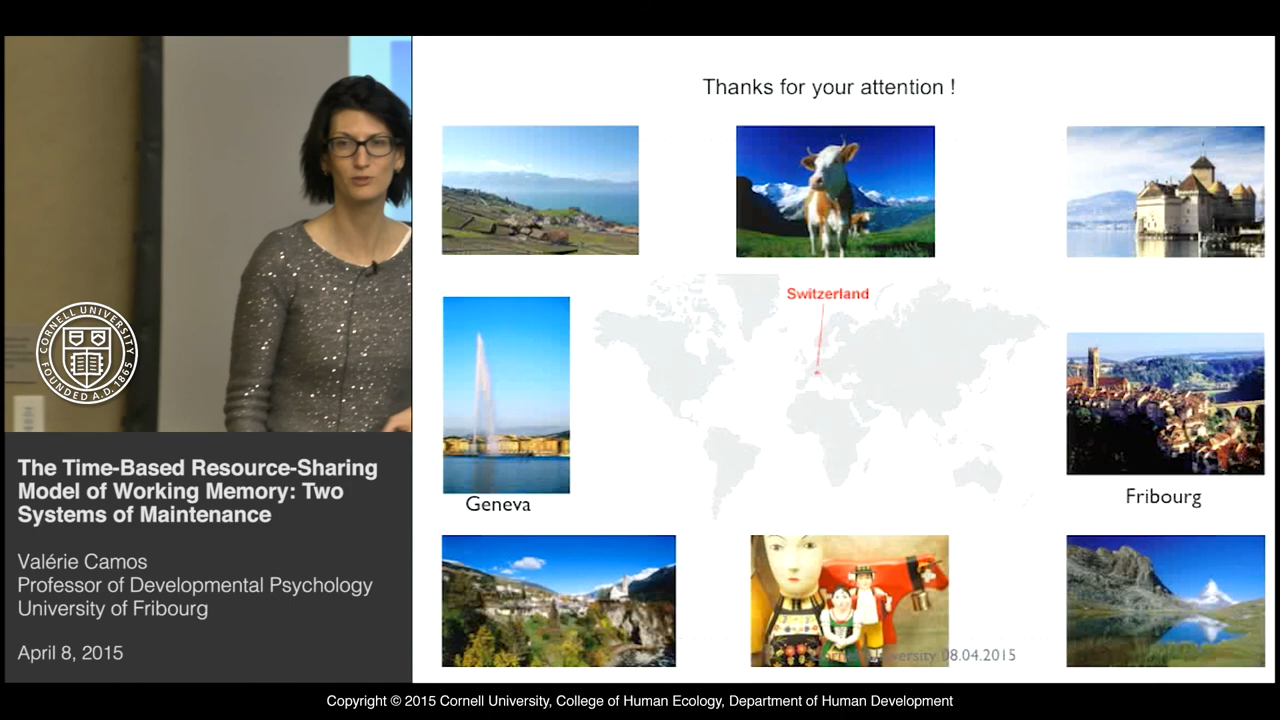 Thanks for your attention !
Switzerland
Geneva
Fribourg
University 08.04.2015
CORNELL UNIVERSITY
FOUNDED A.D. 1865
The Time-Based Resource-Sharing
Model of Working Memory: Two
Systems of Maintenance
Valérie Camos
Professor of Developmental Psychology
University of Fribourg
April 8, 2015
Copyright © 2015 Cornell University, College of Human Ecology, Department of Human Development